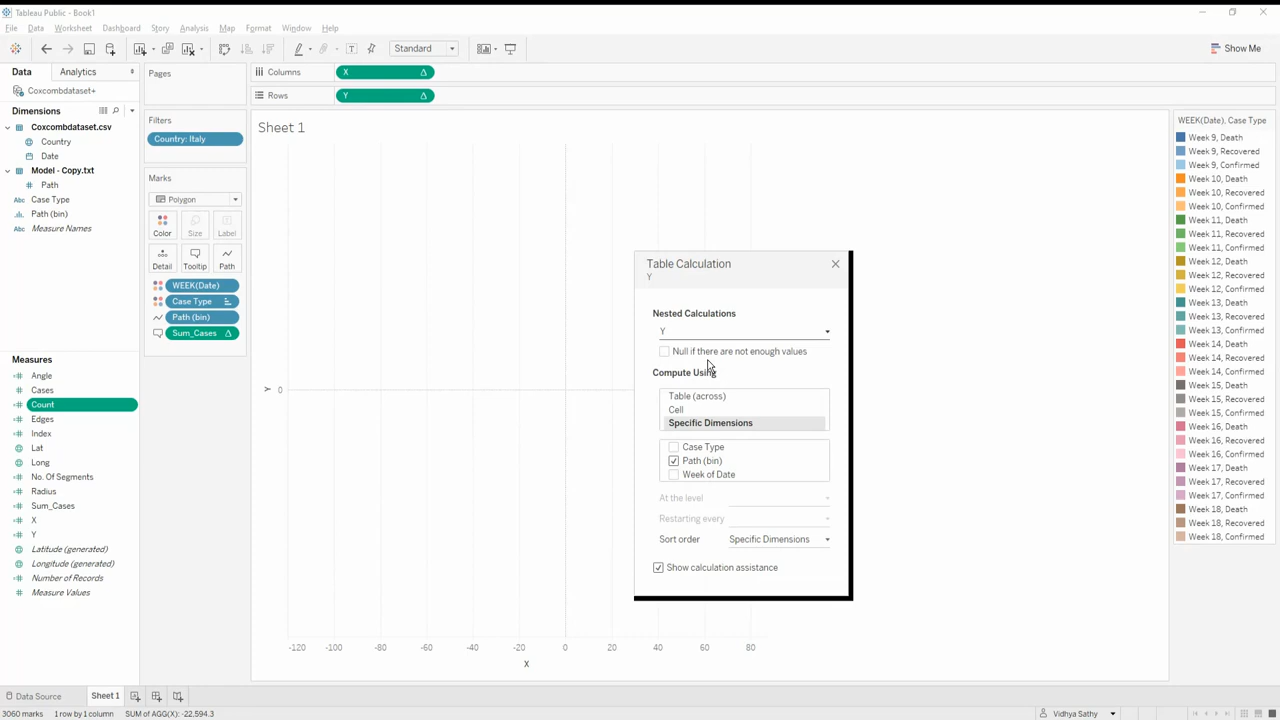 Tableau Public - Book1
File Data Worksheet Dashboard Story Analysis Map Format Window Help
Standard
Show Me
Data Analytics
Coxcombdataset+
Dimensions
Coxcombdataset.csv
Country
Date
Model - Copy.txt
Path
Abc Case Type
Path (bin)
Abc Measure Names
Measures
Angle
Cases
Count
Edges
Index
Lat
Long
No. Of Segments
Radius
Sum_Cases
X
Y
Latitude (generated)
Longitude (generated)
Number of Records
Measure Values
Pages
Filters
Country: Italy
Marks
Polygon
Color Size Label
Detail Tooltip Path
WEEK(Date)
Case Type
Path (bin)
Sum_Cases
Columns X
Rows Y
Sheet 1
Y
0
-120 -100 -80 -60 -40 -20 0 20 40 60 80
X
Table Calculation
Y
Nested Calculations
Y
Null if there are not enough values
Compute Using
Table (across)
Cell
Specific Dimensions
Case Type
Path (bin)
Week of Date
At the level
Restarting every
Sort order Specific Dimensions
Show calculation assistance
WEEK(Date), Case Type
Week 9, Death
Week 9, Recovered
Week 9, Confirmed
Week 10, Death
Week 10, Recovered
Week 10, Confirmed
Week 11, Death
Week 11, Recovered
Week 11, Confirmed
Week 12, Death
Week 12, Recovered
Week 12, Confirmed
Week 13, Death
Week 13, Recovered
Week 13, Confirmed
Week 14, Death
Week 14, Recovered
Week 14, Confirmed
Week 15, Death
Week 15, Recovered
Week 15, Confirmed
Week 16, Death
Week 16, Recovered
Week 16, Confirmed
Week 17, Death
Week 17, Recovered
Week 17, Confirmed
Week 18, Death
Week 18, Recovered
Week 18, Confirmed
Data Source Sheet 1
3060 marks 1 row by 1 column SUM of AGG(X): -22,594.3
Vidhya Sathy